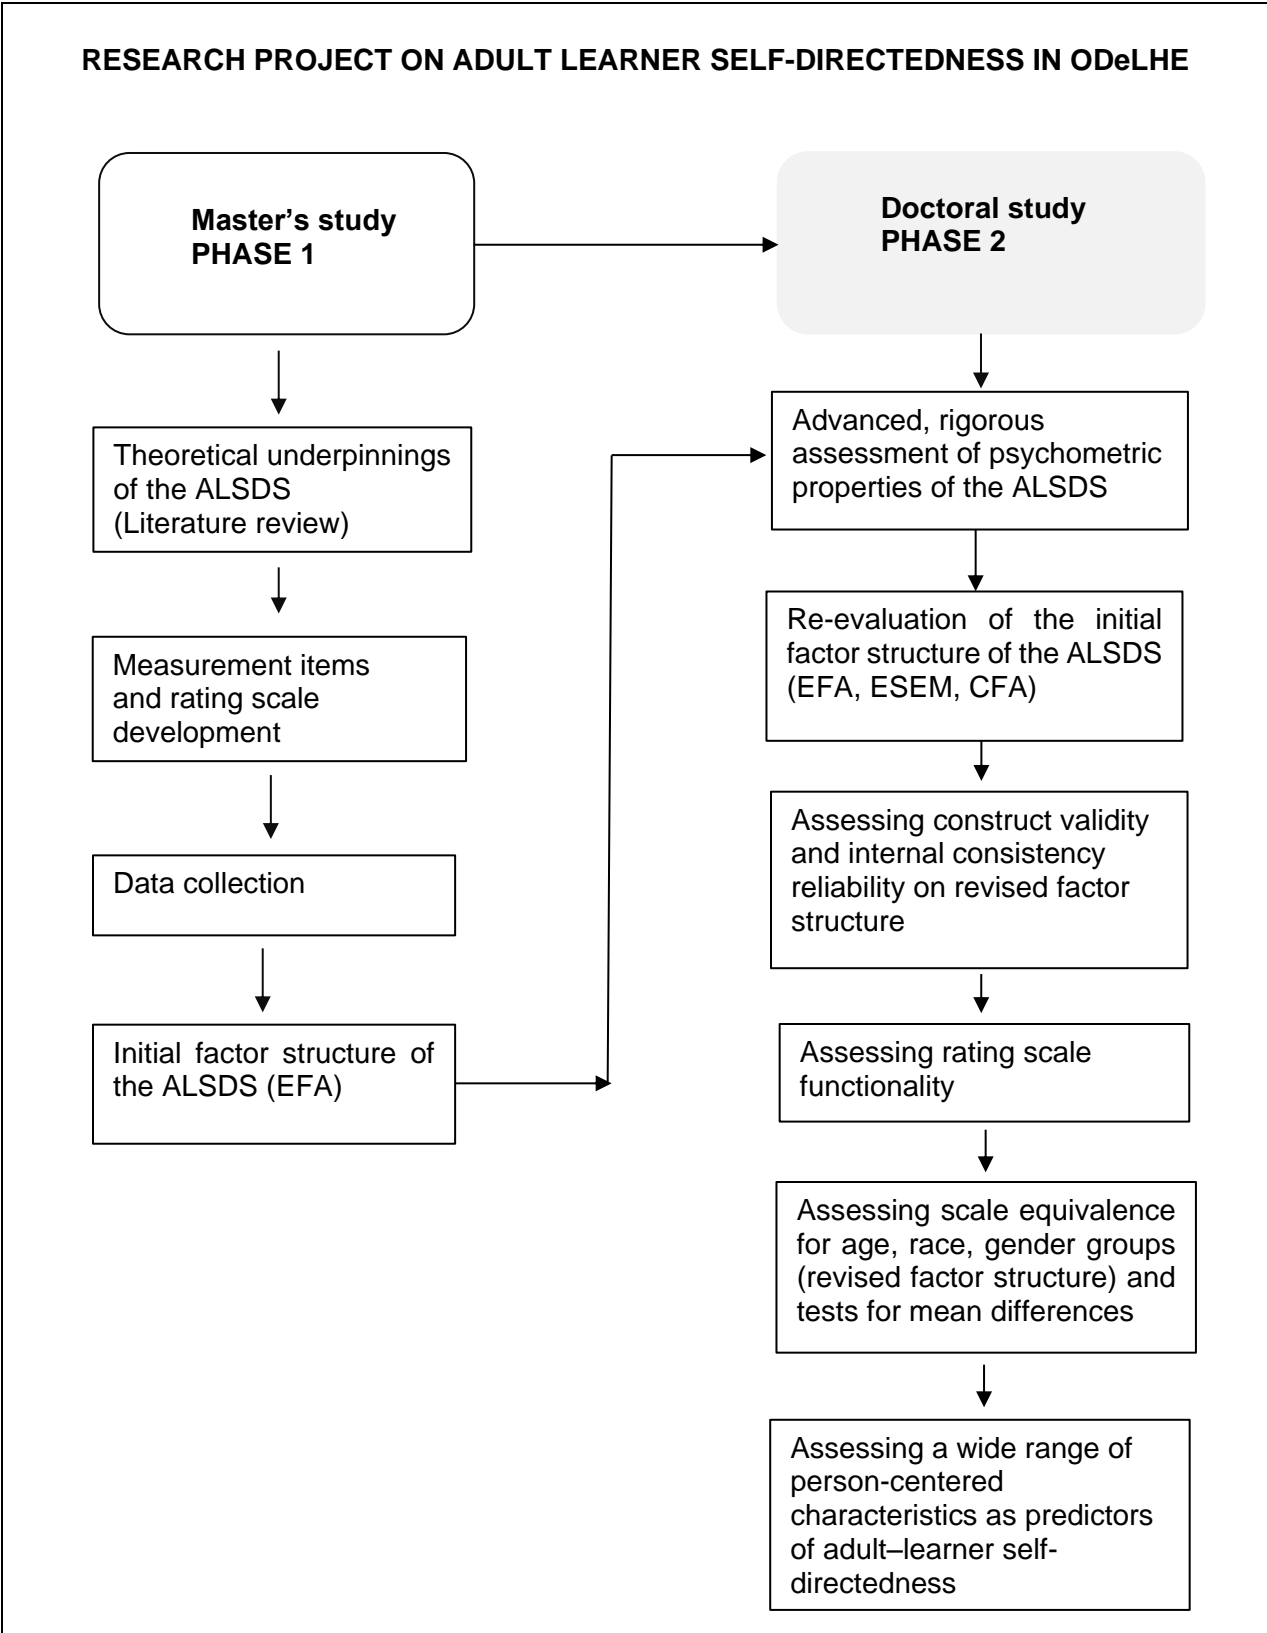 RESEARCH PROJECT ON ADULT LEARNER SELF-DIRECTEDNESS IN ODeLHE
Master's study
PHASE 1
Theoretical underpinnings
of the ALSDS
(Literature review)
Measurement items
and rating scale
development
Data collection
Initial factor structure of
the ALSDS (EFA)
Doctoral study
PHASE 2
Advanced, rigorous
assessment of psychometric
properties of the ALSDS
Re-evaluation of the initial
factor structure of the ALSDS
(EFA, ESEM, CFA)
Assessing construct validity
and internal consistency
reliability on revised factor
structure
Assessing rating scale
functionality
Assessing scale equivalence
for age, race, gender groups
(revised factor structure) and
tests for mean differences
Assessing a wide range of
person-centered
characteristics as predictors
of adult–learner self-
directedness